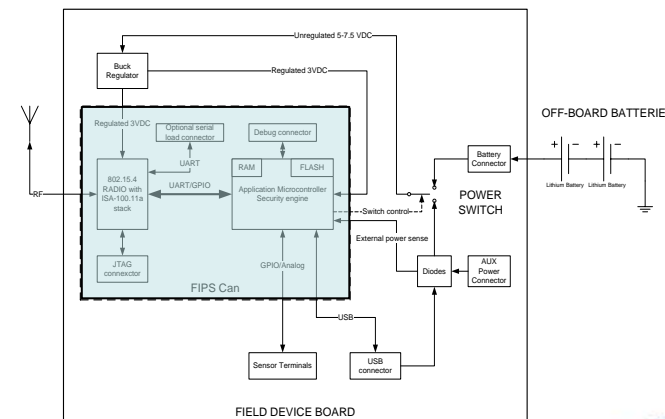 Unregulated 5-7.5 VDC
Buck
Regulator
Regulated 3VDC
OFF-BOARD BATTERIE
Regulated 3VDC
Optional serial
load connector
Debug connector
Battery
Connector
+ -
+ -
Lithium Battery
Lithium Battery
UART
RAM
FLASH
802.15.4
RADIO with
ISA-100.11a
stack
UART/GPIO
Application Microcontroller
Security engine
RF
POWER
SWITCH
Switch control
External power sense
JTAG
connexctor
GPIO/Analog
Diodes
AUX
Power
Connector
FIPS Can
USB
Sensor Terminals
USB
connector
FIELD DEVICE BOARD